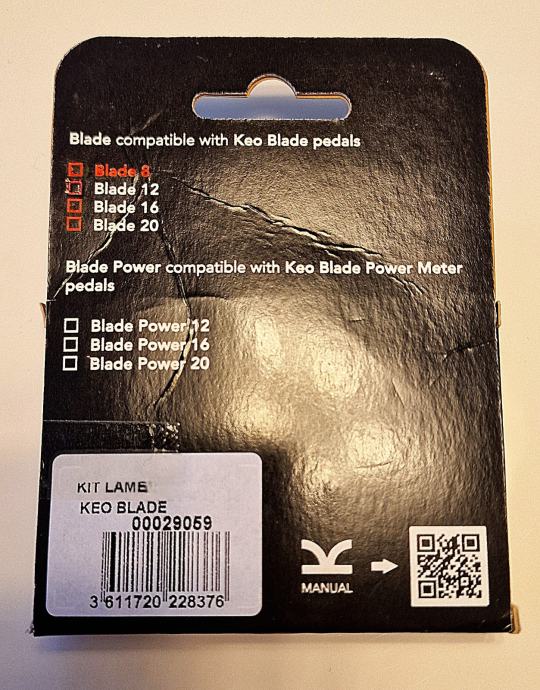 Blade compatible with Keo Blade pedals
Blade 8
Blade 12
Blade 16
Blade 20
Blade Power compatible with Keo Blade Power Meter
pedals
Blade Power 12
Blade Power 16
Blade Power 20
KIT LAME
KEO BLADE
00029059
3 611720 228376
MANUAL